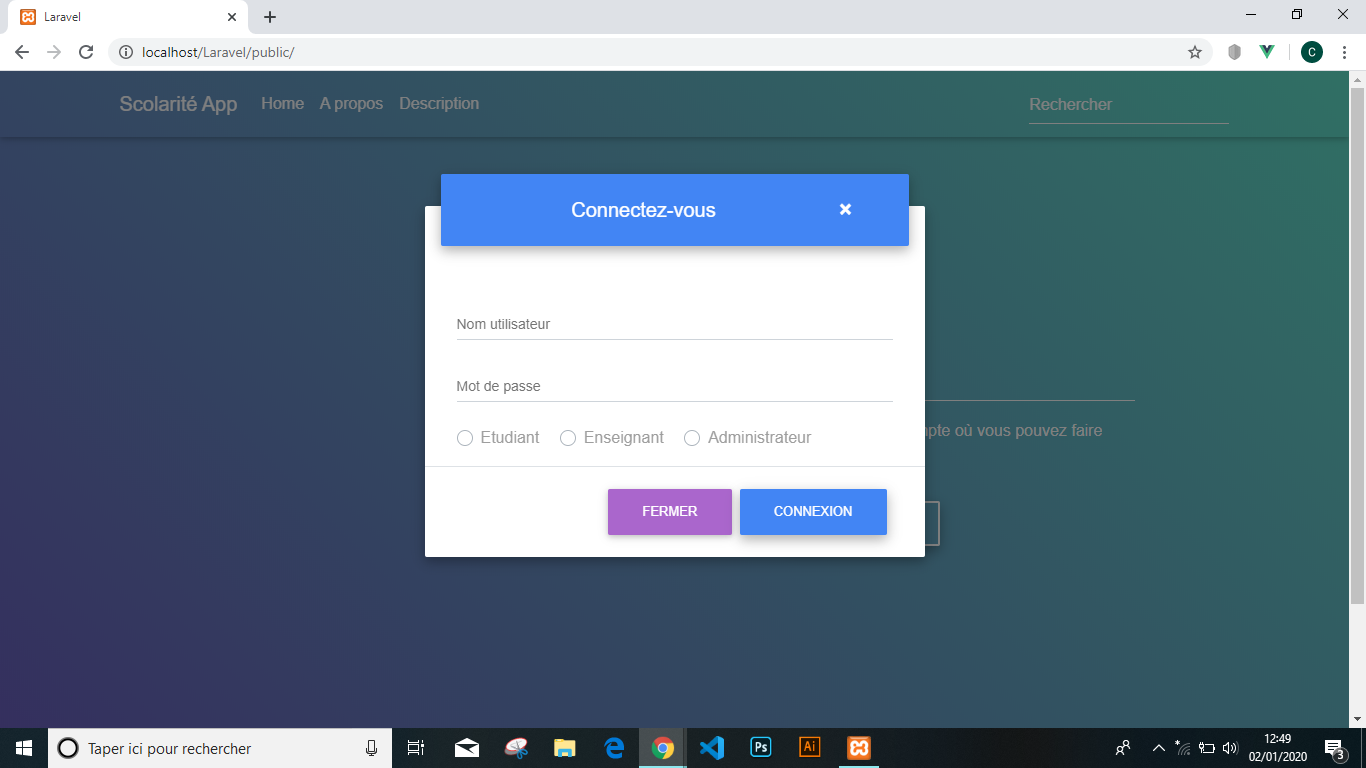 Laravel
localhost/Laravel/public/
C
Scolarité App Home A propos Description Rechercher
Connectez-vous ×
Nom utilisateur
Mot de passe
Etudiant Enseignant Administrateur
où vous pouvez faire
FERMER CONNEXION
Taper ici pour rechercher
Ps
Ai
12:49
02/01/2020
3